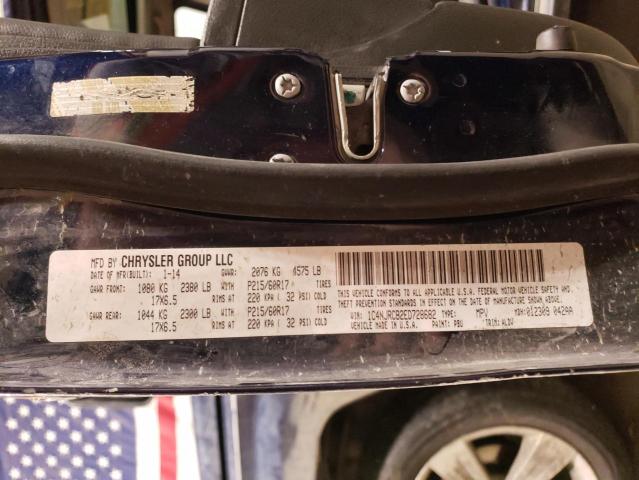 MFD BY CHRYSLER GROUP LLC
DATE OF MFR(BUILT): 1-14 GVWR: 2076 KG 4575 LB
GAWR FRONT: 1080 KG 2380 LB WITH P215/60R17 TIRES
17X6.5 RIMS AT 220 KPA ( 32 PSI) COLD
GAWR REAR: 1044 KG 2300 LB WITH P215/60R17 TIRES
17X6.5 RIMS AT 220 KPA ( 32 PSI) COLD
THIS VEHICLE CONFORMS TO ALL APPLICABLE U.S.A. FEDERAL MOTOR VEHICLE SAFETY AND
THEFT PREVENTION STANDARDS IN EFFECT ON THE DATE OF MANUFACTURE SHOWN ABOVE.
VIN: 1C4NJRCB2ED728682 TYPE: MPV MDH: 012309 0429A
VEHICLE MADE IN U.S.A. PAINT: PBU TRIM: ALDV